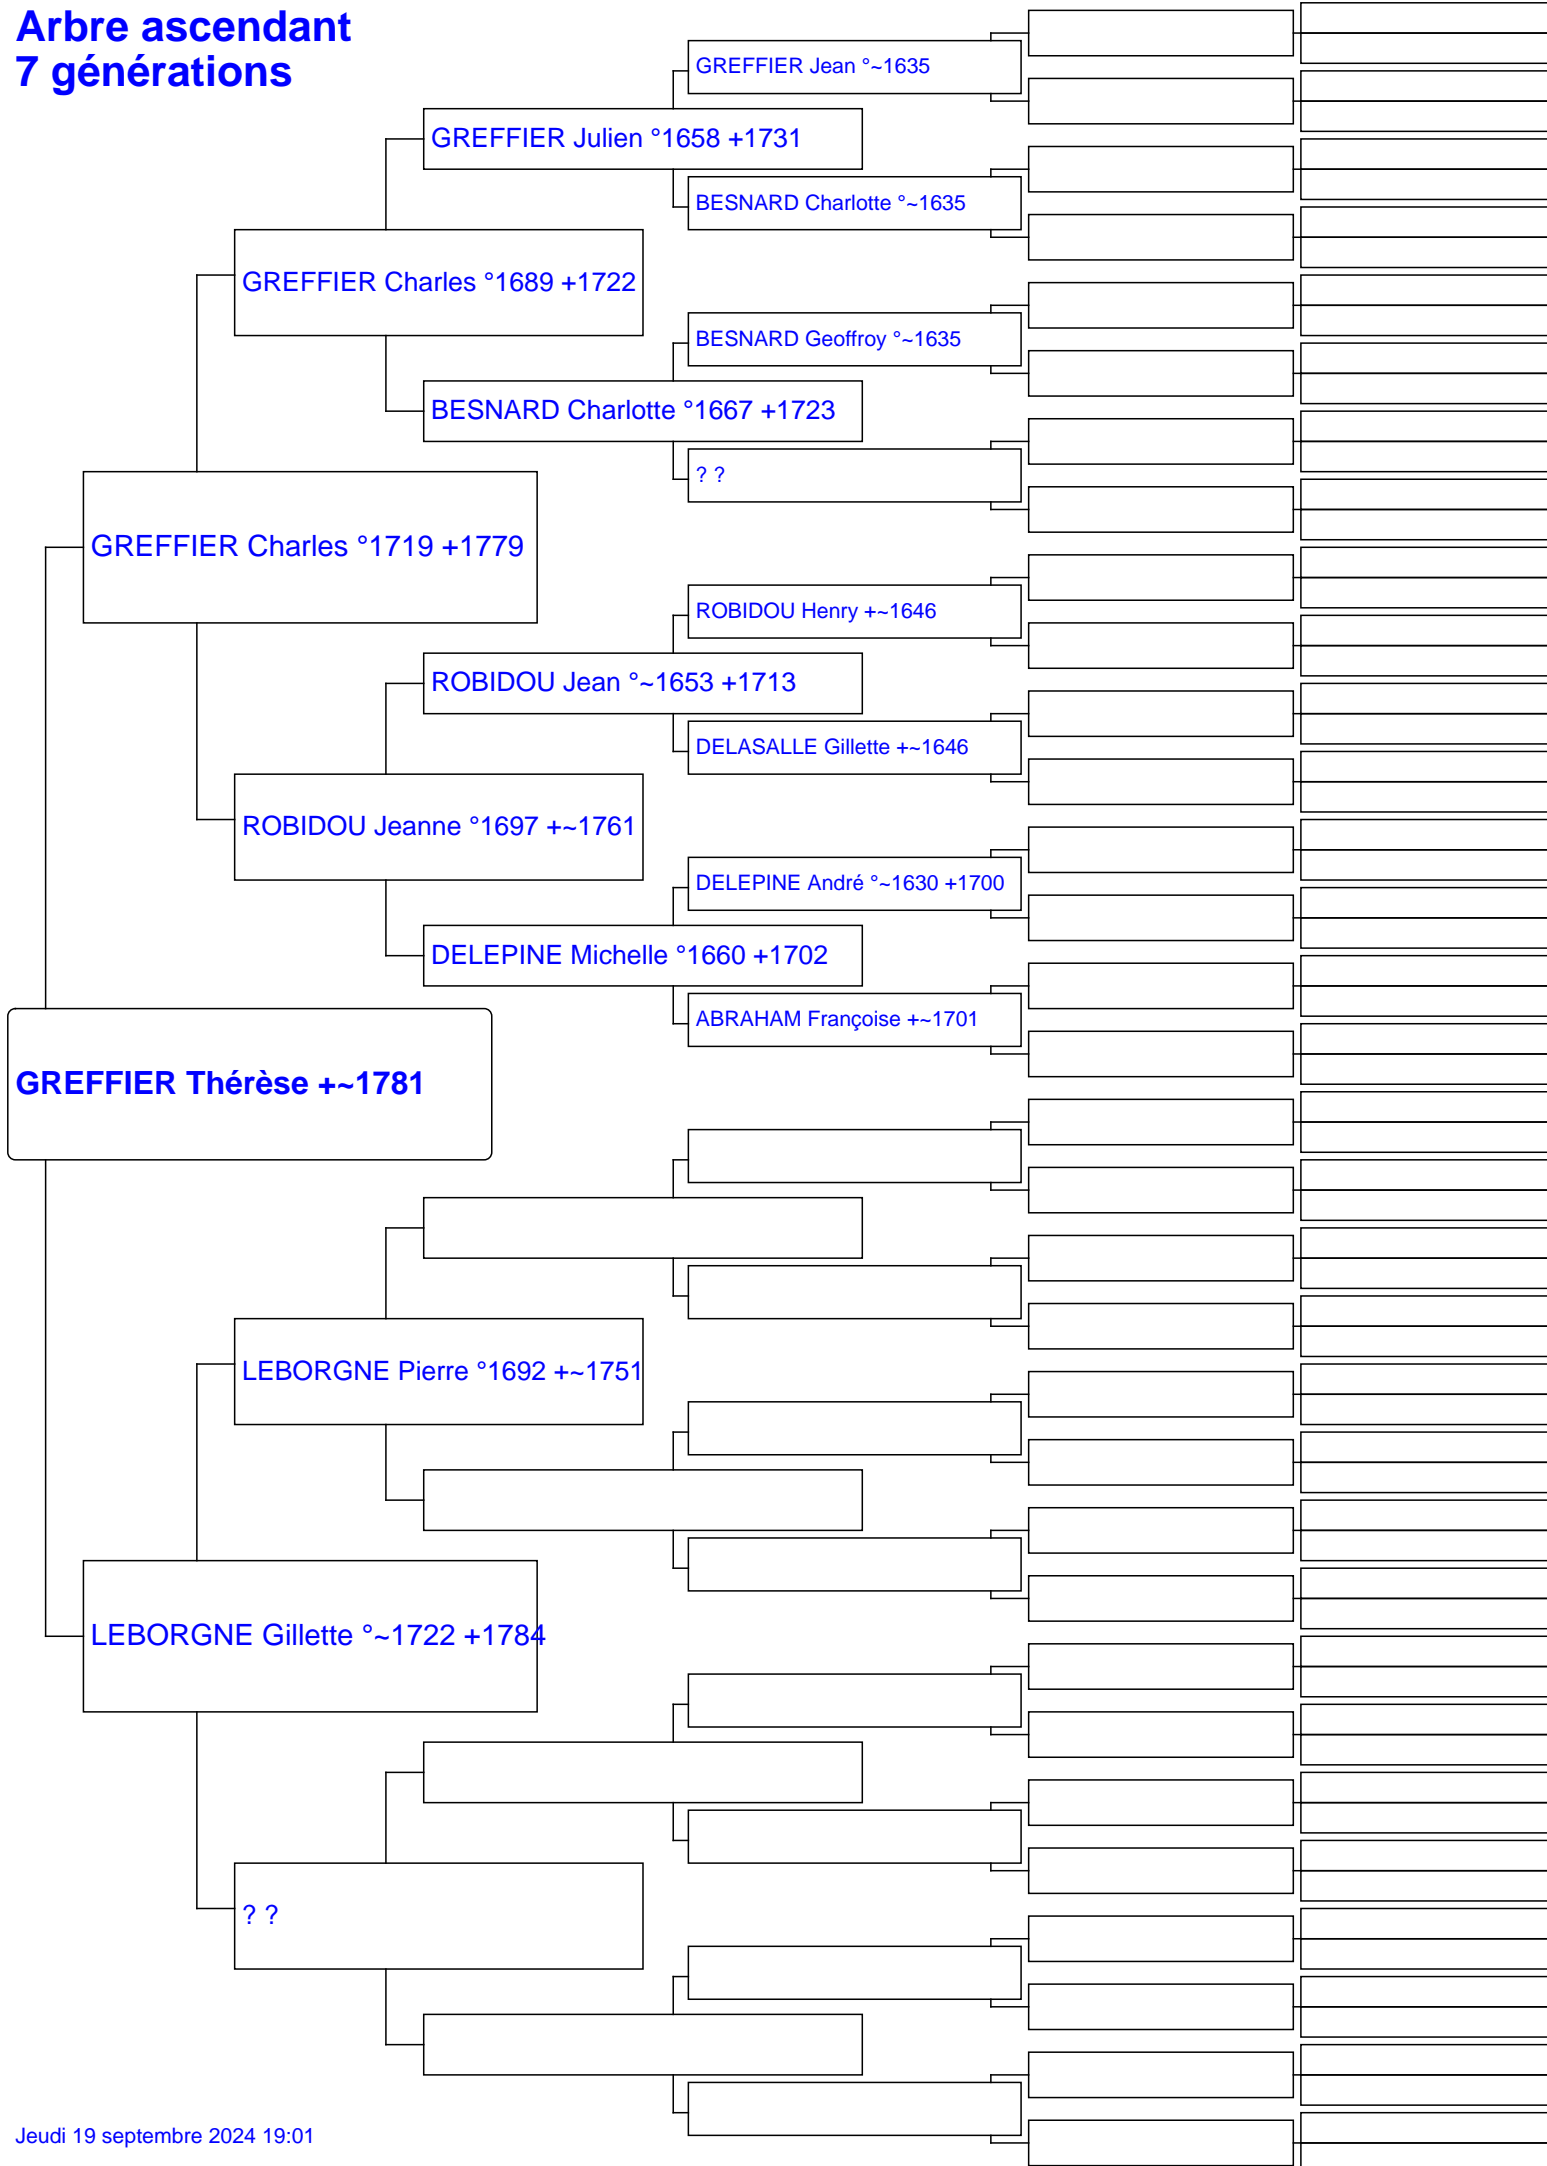 Arbre ascendant
7 générations
GREFFIER Jean °~1635
GREFFIER Julien °1658 +1731
BESNARD Charlotte °~1635
GREFFIER Charles °1689 +1722
BESNARD Geoffroy °~1635
BESNARD Charlotte °1667 +1723
? ?
GREFFIER Charles °1719 +1779
ROBIDOU Henry +~1646
ROBIDOU Jean °~1653 +1713
DELASALLE Gillette +~1646
ROBIDOU Jeanne °1697 +~1761
DELEPINE André °~1630 +1700
DELEPINE Michelle °1660 +1702
ABRAHAM Françoise +~1701
GREFFIER Thérèse +~1781
LEBORGNE Pierre °1692 +~1751
LEBORGNE Gillette °~1722 +1784
? ?
Jeudi 19 septembre 2024 19:01